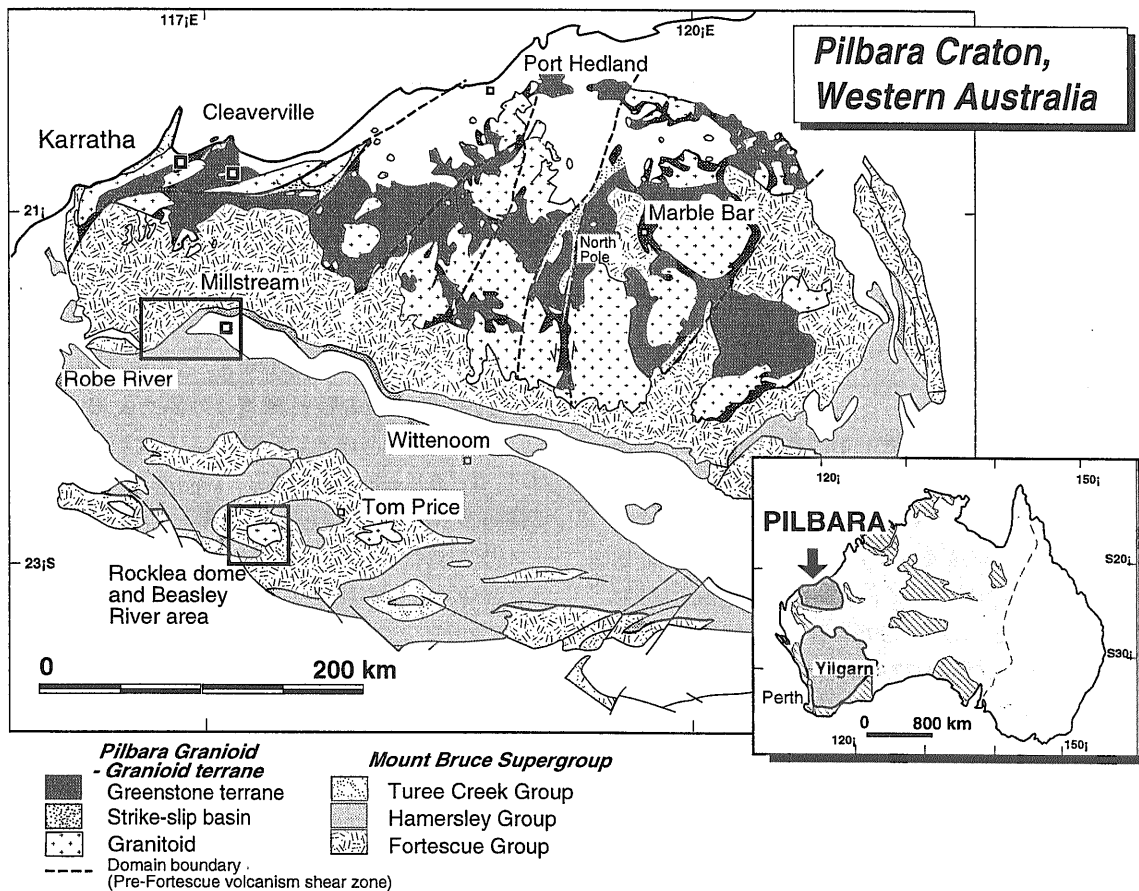 117¡E
120¡E
Pilbara Craton,
Western Australia
Port Hedland
Cleaverville
Karratha
21¡
Marble Bar
North
Pole
Millstream
Robe River
Wittenoom
Tom Price
23¡S
Rocklea dome
and Beasley
River area
0 200 km
120¡
150¡
PILBARA
S20¡
Yilgarn
S30¡
Perth
0 800 km
120¡
150¡
Pilbara Granioid
- Granioid terrane
Greenstone terrane
Strike-slip basin
Granitoid
Domain boundary
(Pre-Fortescue volcanism shear zone)
Mount Bruce Supergroup
Turee Creek Group
Hamersley Group
Fortescue Group